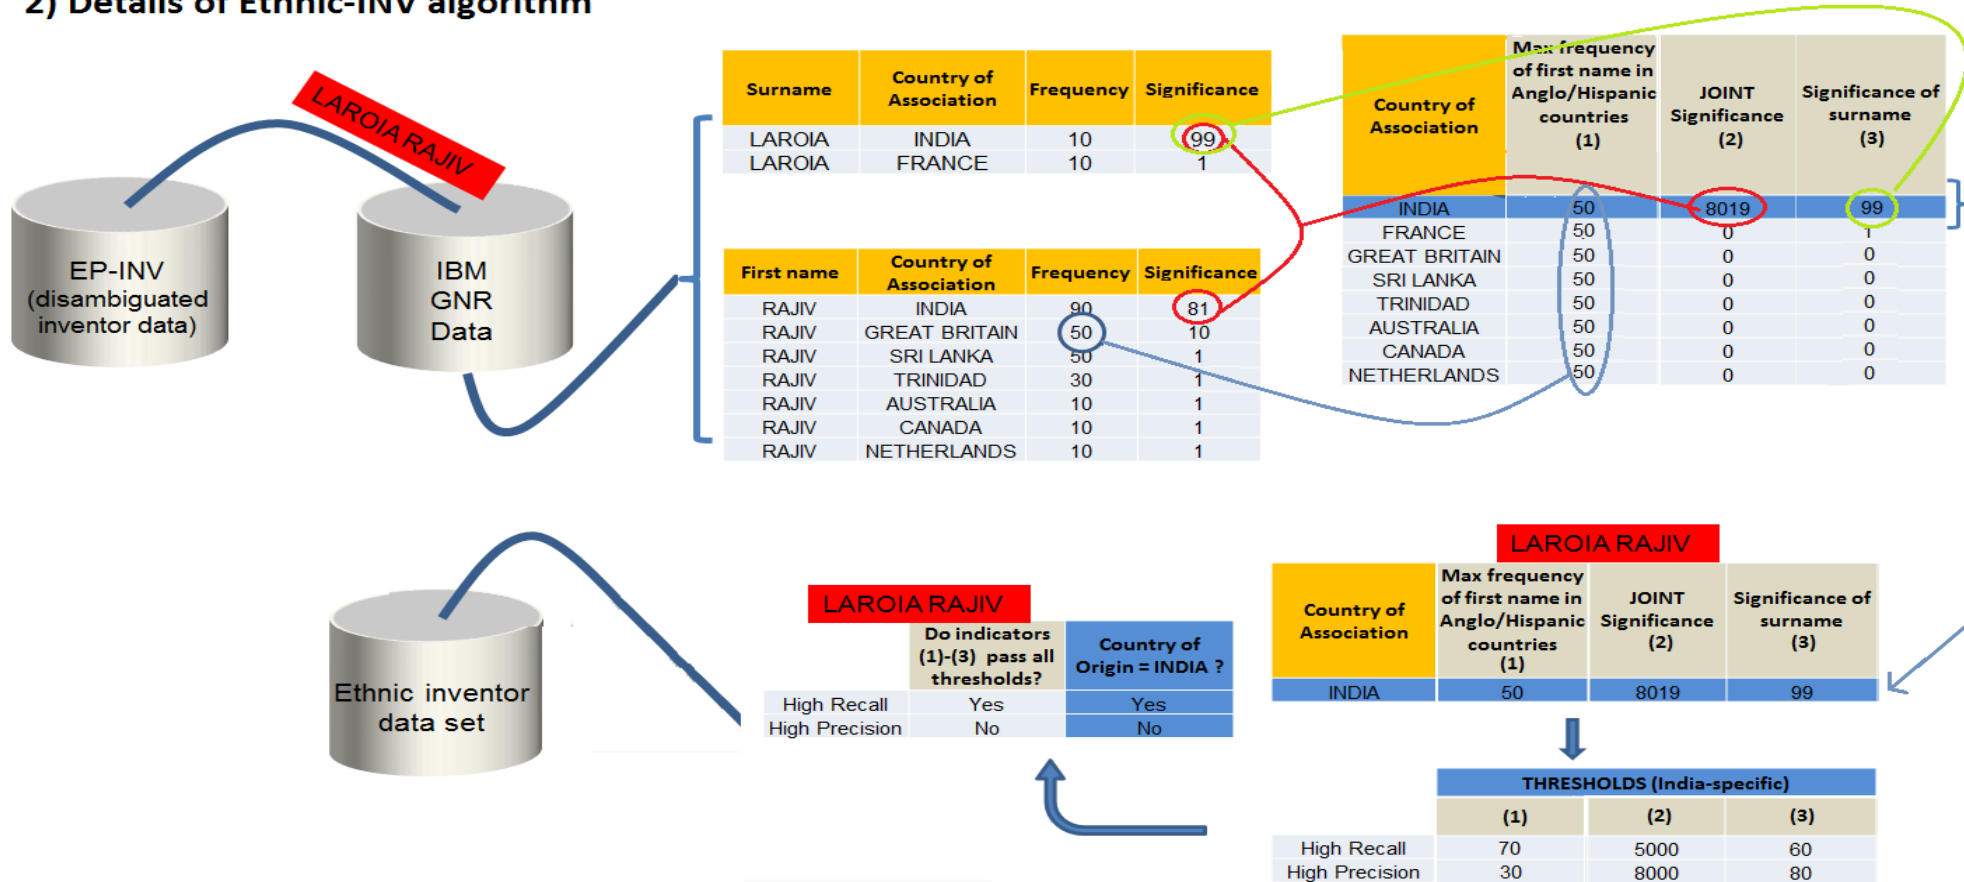 2) Details of Ethnic-INV algorithm
LAROIA RAJIV
EP-INV
(disambiguated
inventor data)
IBM
GNR
Data
Surname Country of Association Frequency Significance
LAROIA INDIA 10 99
LAROIA FRANCE 10 1
First name Country of Association Frequency Significance
RAJIV INDIA 90 81
RAJIV GREAT BRITAIN 50 10
RAJIV SRI LANKA 50 1
RAJIV TRINIDAD 30 1
RAJIV AUSTRALIA 10 1
RAJIV CANADA 10 1
RAJIV NETHERLANDS 10 1
Country of Association Max frequency of first name in Anglo/Hispanic countries (1) JOINT Significance (2) Significance of surname (3)
INDIA 50 8019 99
FRANCE 50 0 1
GREAT BRITAIN 50 0 0
SRI LANKA 50 0 0
TRINIDAD 50 0 0
AUSTRALIA 50 0 0
CANADA 50 0 0
NETHERLANDS 50 0 0
LAROIA RAJIV
Country of Association Max frequency of first name in Anglo/Hispanic countries (1) JOINT Significance (2) Significance of surname (3)
INDIA 50 8019 99
THRESHOLDS (India-specific)
(1) (2) (3)
High Recall 70 5000 60
High Precision 30 8000 80
LAROIA RAJIV
Do indicators (1)-(3) pass all thresholds? Country of Origin = INDIA ?
High Recall Yes Yes
High Precision No No
Ethnic inventor
data set